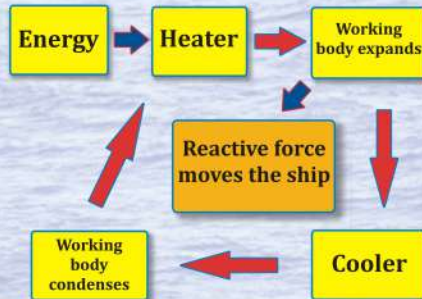 Energy
Heater
Working
body expands
Reactive force
moves the ship
Working
body
condenses
Cooler